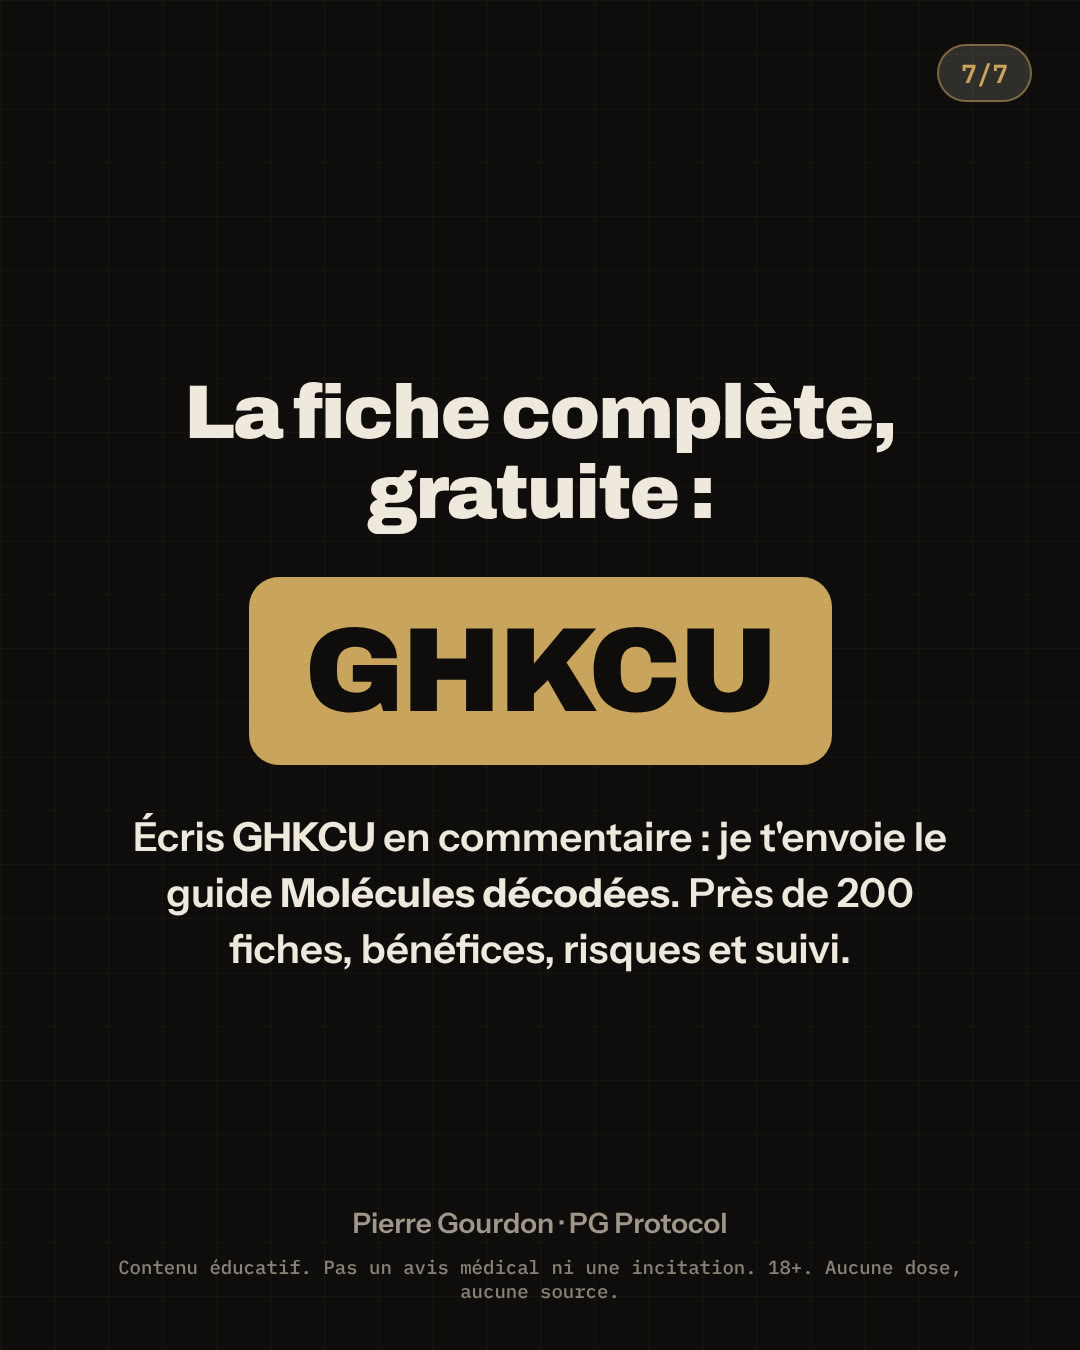 7/7
La fiche complète,
gratuite :
GHKCU
Écris GHKCU en commentaire : je t'envoie le
guide Molécules décodées. Près de 200
fiches, bénéfices, risques et suivi.
Pierre Gourdon · PG Protocol
Contenu éducatif. Pas un avis médical ni une incitation. 18+. Aucune dose,
aucune source.